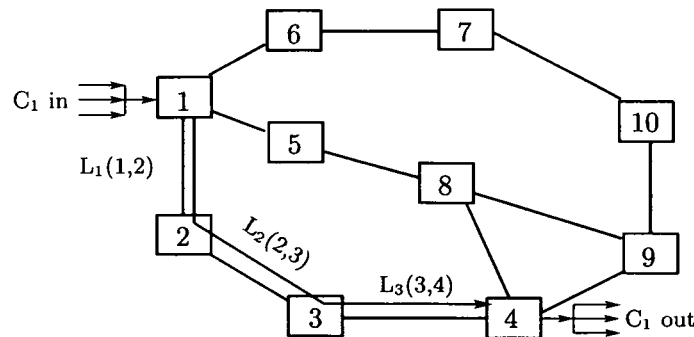 6
7
C₁ in
1
10
5
L₁(1,2)
8
2
L₂(2,3)
9
L₃(3,4)
3
4
C₁ out